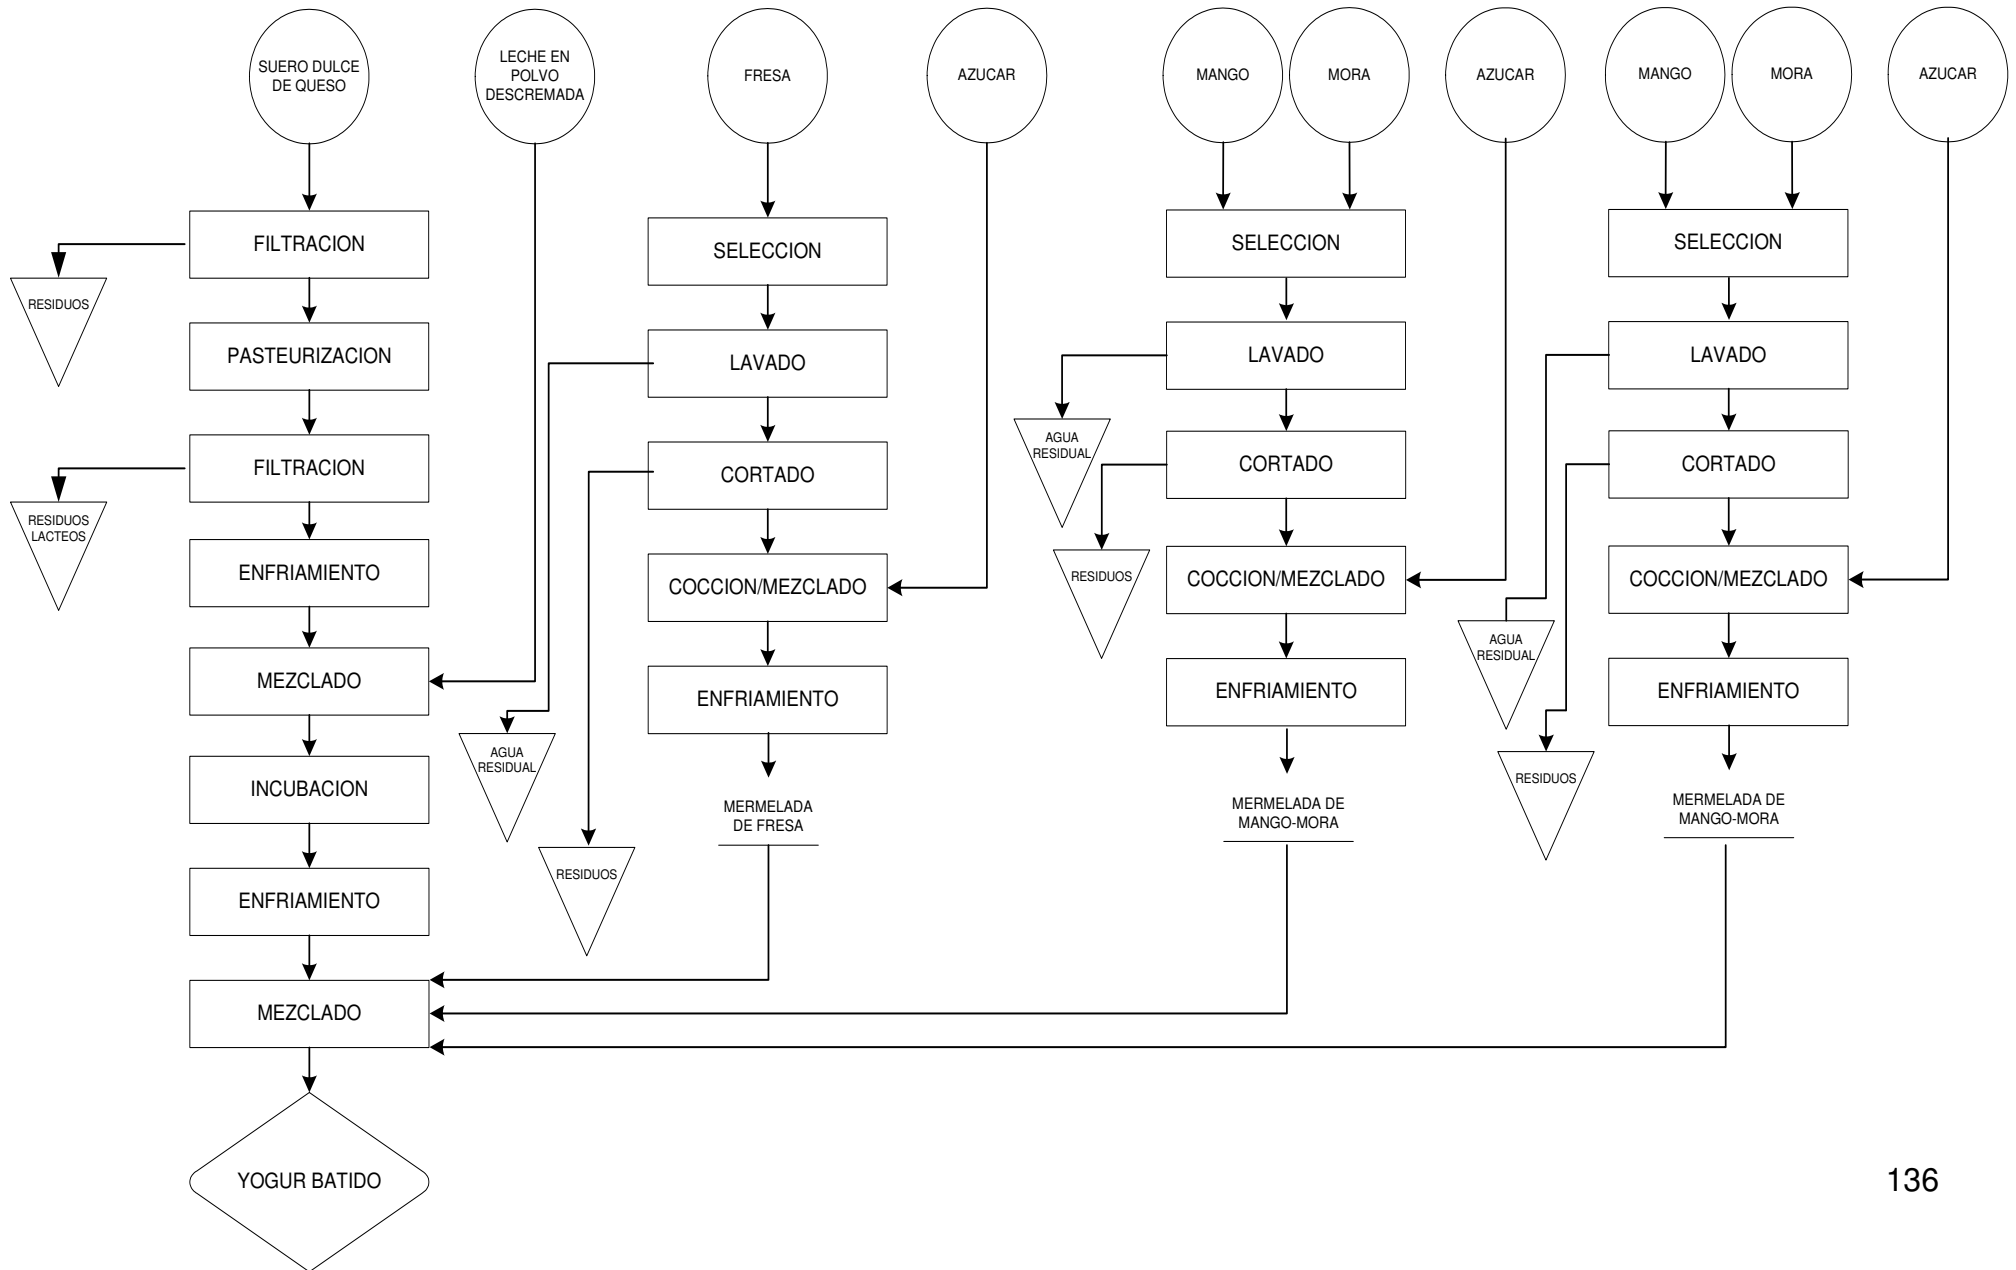 SUERO DULCE
DE QUESO
LECHE EN
POLVO
DESCREMADA
FRESA
AZUCAR
MANGO
MORA
AZUCAR
MANGO
MORA
AZUCAR
FILTRACION
RESIDUOS
PASTEURIZACION
FILTRACION
RESIDUOS
LACTEOS
ENFRIAMIENTO
MEZCLADO
INCUBACION
ENFRIAMIENTO
MEZCLADO
YOGUR BATIDO
SELECCION
LAVADO
CORTADO
COCCION/MEZCLADO
ENFRIAMIENTO
AGUA
RESIDUAL
RESIDUOS
MERMELADA
DE FRESA
SELECCION
LAVADO
AGUA
RESIDUAL
CORTADO
RESIDUOS
COCCION/MEZCLADO
ENFRIAMIENTO
MERMELADA DE
MANGO-MORA
SELECCION
LAVADO
CORTADO
COCCION/MEZCLADO
AGUA
RESIDUAL
ENFRIAMIENTO
RESIDUOS
MERMELADA DE
MANGO-MORA
136